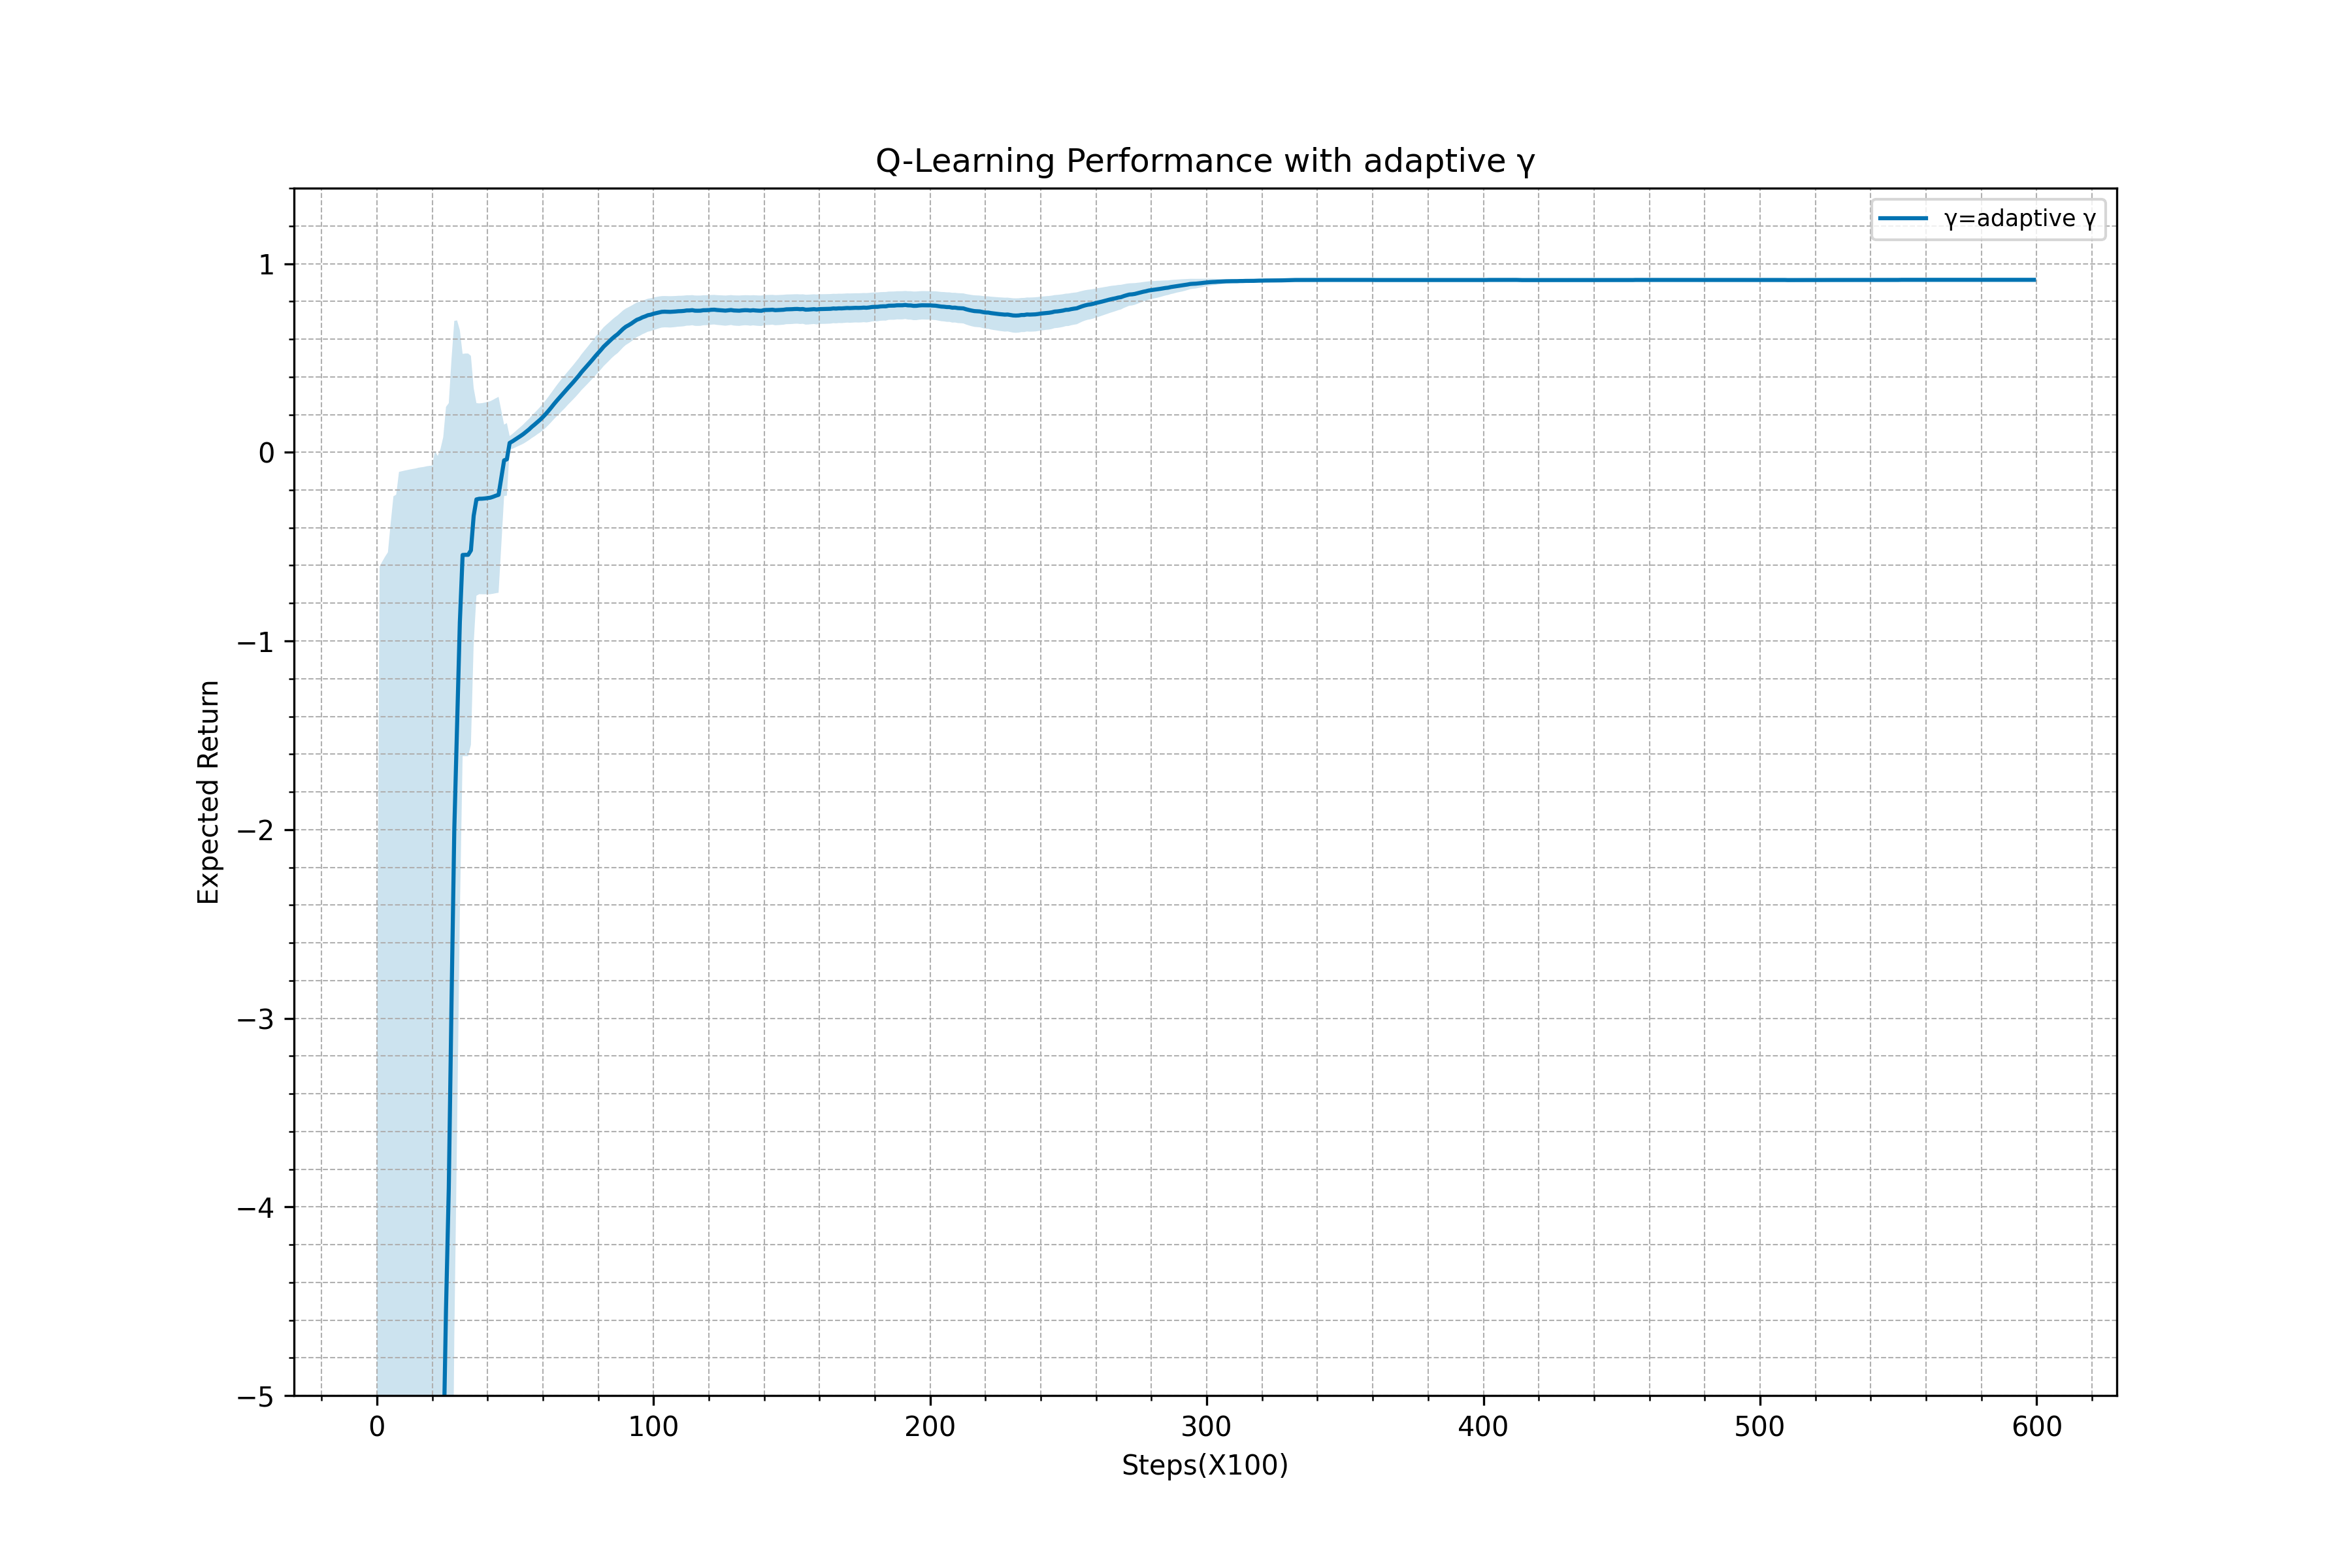 Q-Learning Performance with adaptive γ
γ=adaptive γ
1
0
−1
−2
−3
−4
−5
Expected Return
0 100 200 300 400 500 600
Steps(X100)